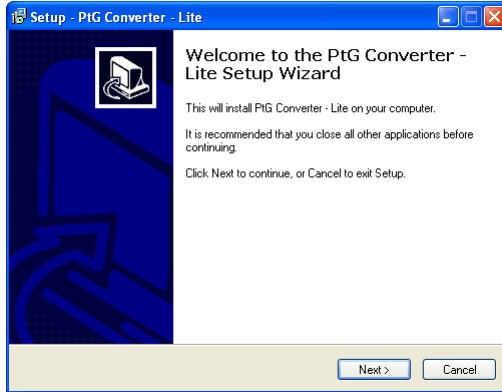 Setup - PtG Converter - Lite
Welcome to the PtG Converter -
Lite Setup Wizard
This will install PtG Converter - Lite on your computer.
It is recommended that you close all other applications before
continuing.
Click Next to continue, or Cancel to exit Setup.
Next >
Cancel